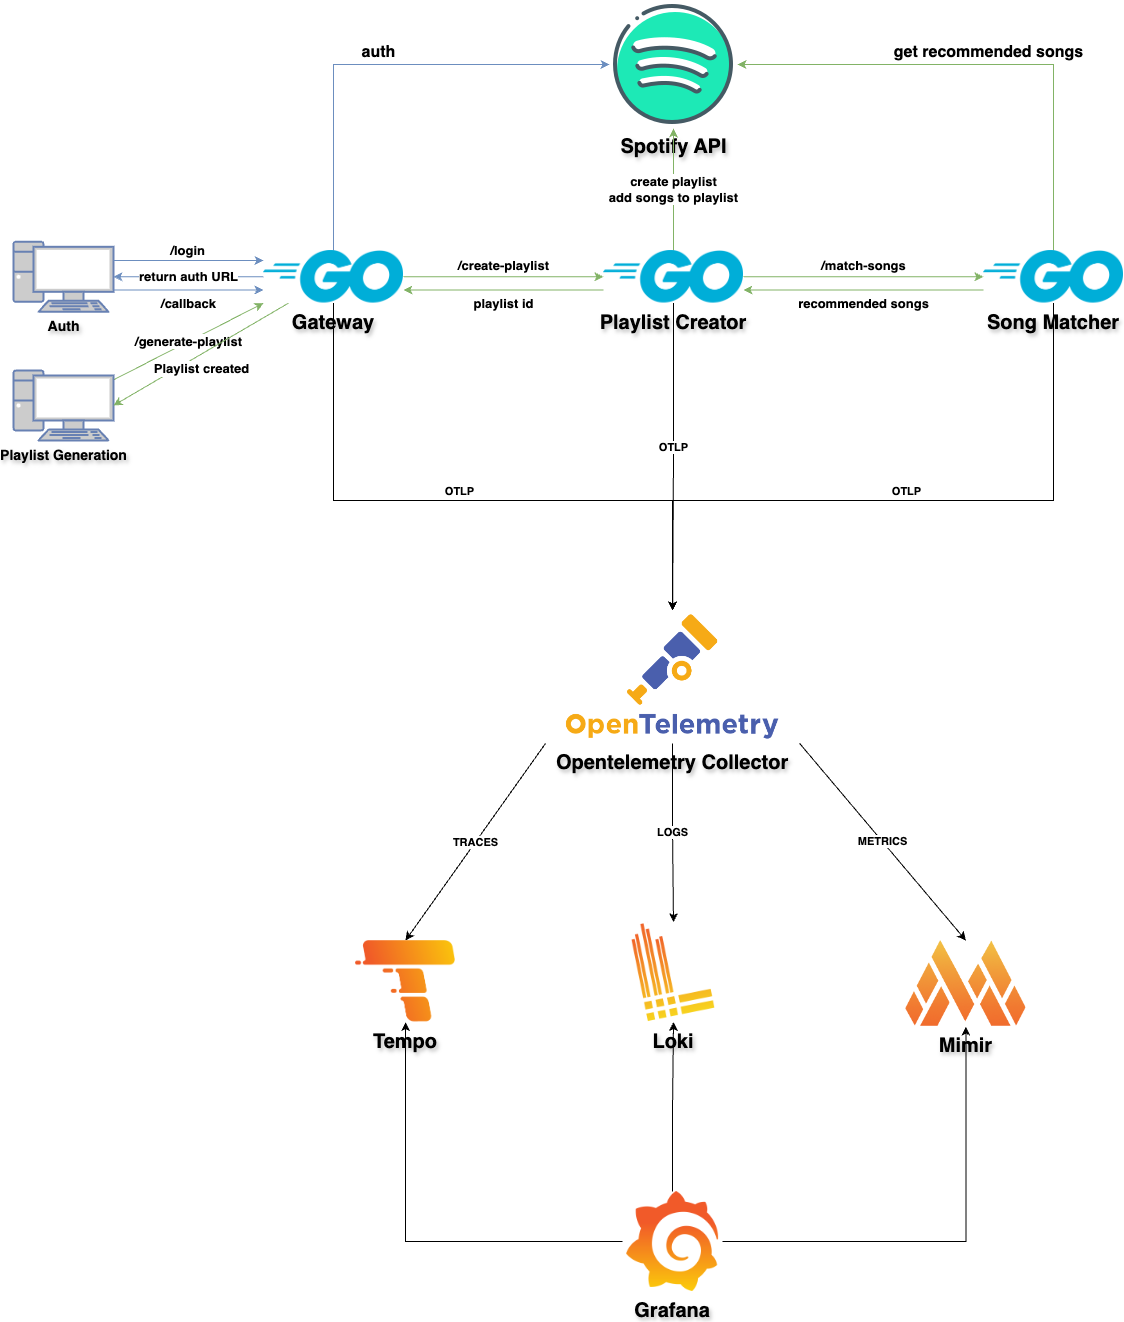 auth
get recommended songs
Spotify API
create playlist
add songs to playlist
/login
return auth URL
/callback
Auth
GO
Gateway
/create-playlist
playlist id
GO
Playlist Creator
/match-songs
recommended songs
GO
Song Matcher
/generate-playlist
Playlist created
Playlist Generation
OTLP
OTLP
OTLP
OpenTelemetry
Opentelemetry Collector
TRACES
LOGS
METRICS
Tempo
Loki
Mimir
Grafana